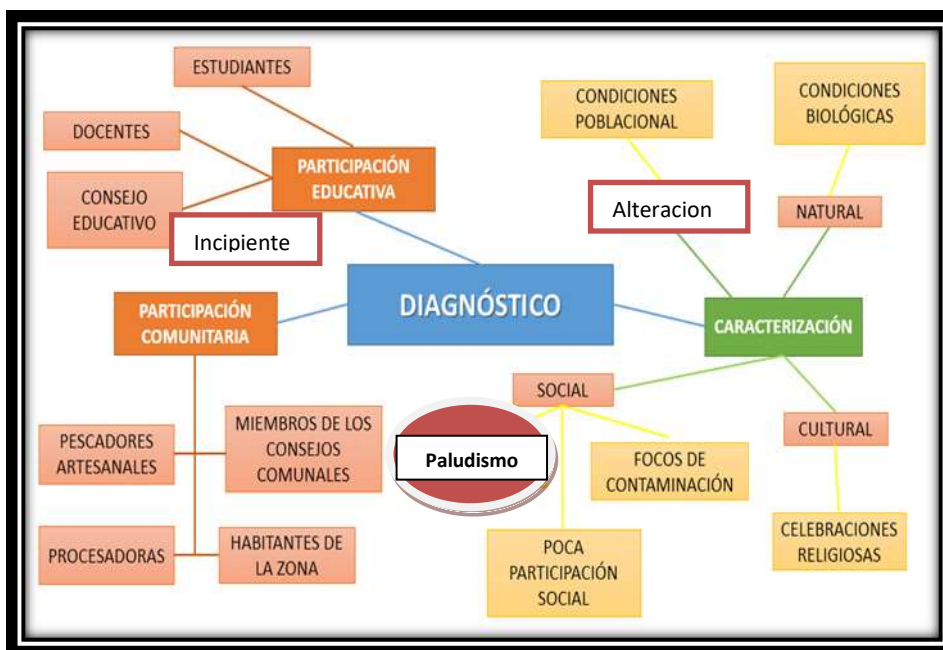 ESTUDIANTES
DOCENTES
CONSEJO
EDUCATIVO
PARTICIPACIÓN
EDUCATIVA
Incipiente
CONDICIONES
POBLACIONAL
CONDICIONES
BIOLÓGICAS
Alteracion
NATURAL
DIAGNÓSTICO
PARTICIPACIÓN
COMUNITARIA
CARACTERIZACIÓN
PESCADORES
ARTESANALES
MIEMBROS DE LOS
CONSEJOS
COMUNALES
PROCESADORAS
HABITANTES DE
LA ZONA
SOCIAL
Paludismo
FOCOS DE
CONTAMINACIÓN
POCA
PARTICIPACIÓN
SOCIAL
CULTURAL
CELEBRACIONES
RELIGIOSAS